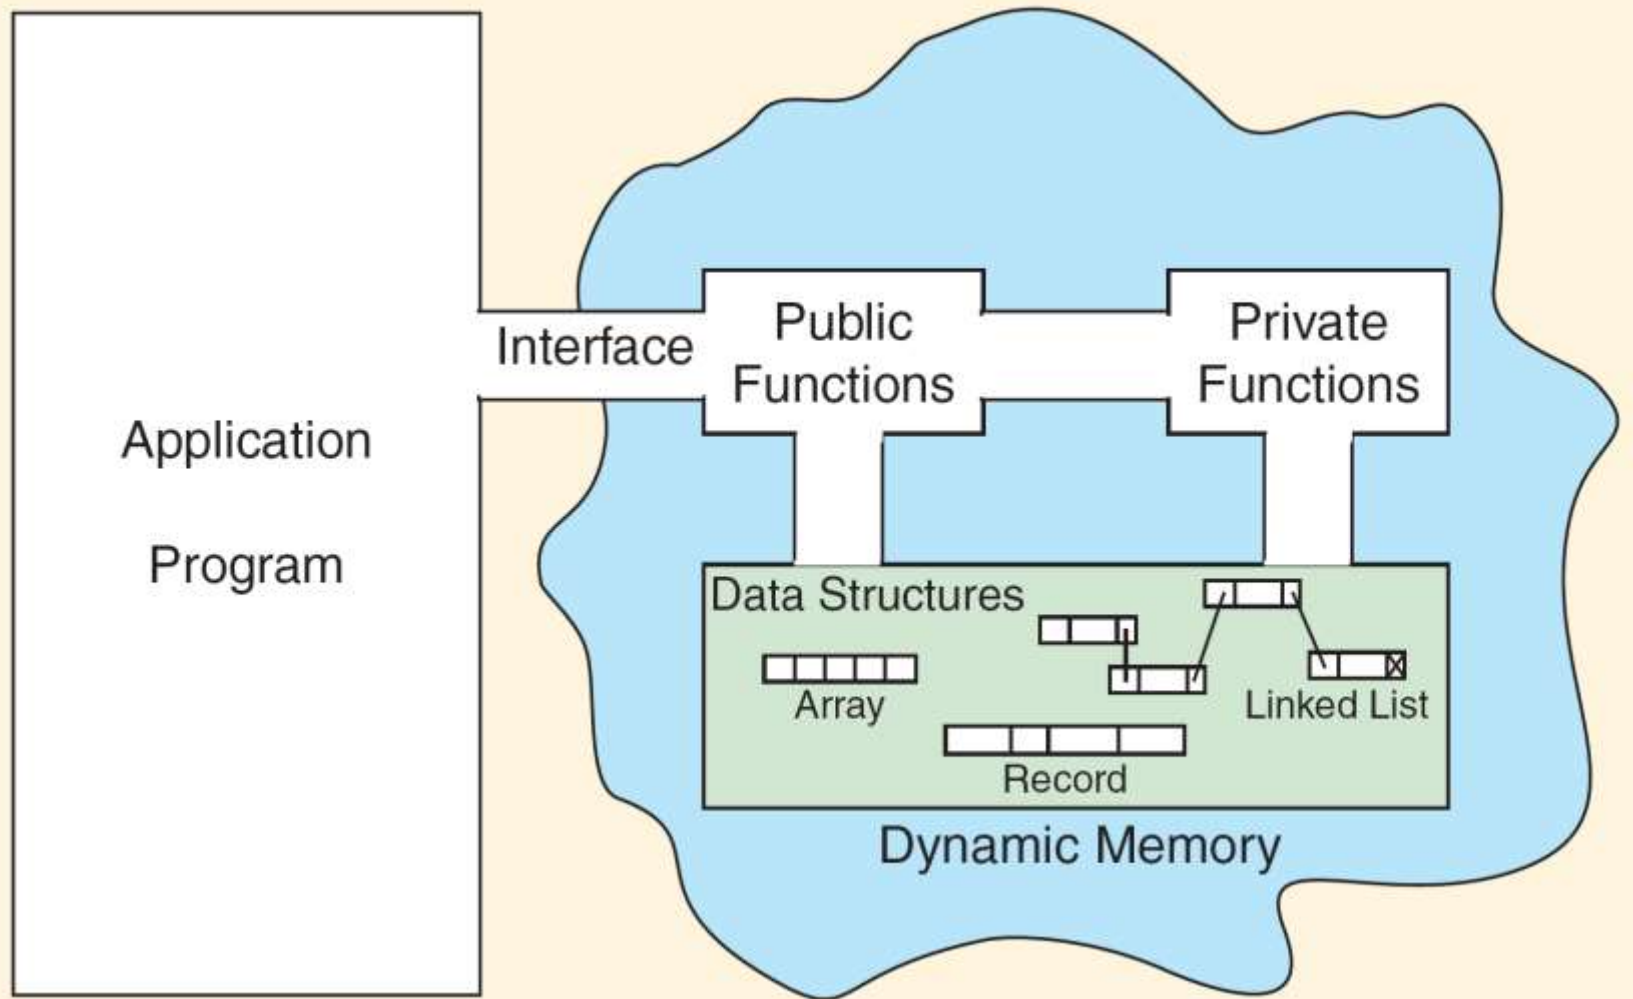 Application
Program
Interface
Public
Functions
Private
Functions
Data Structures
Array
Linked List
Record
Dynamic Memory